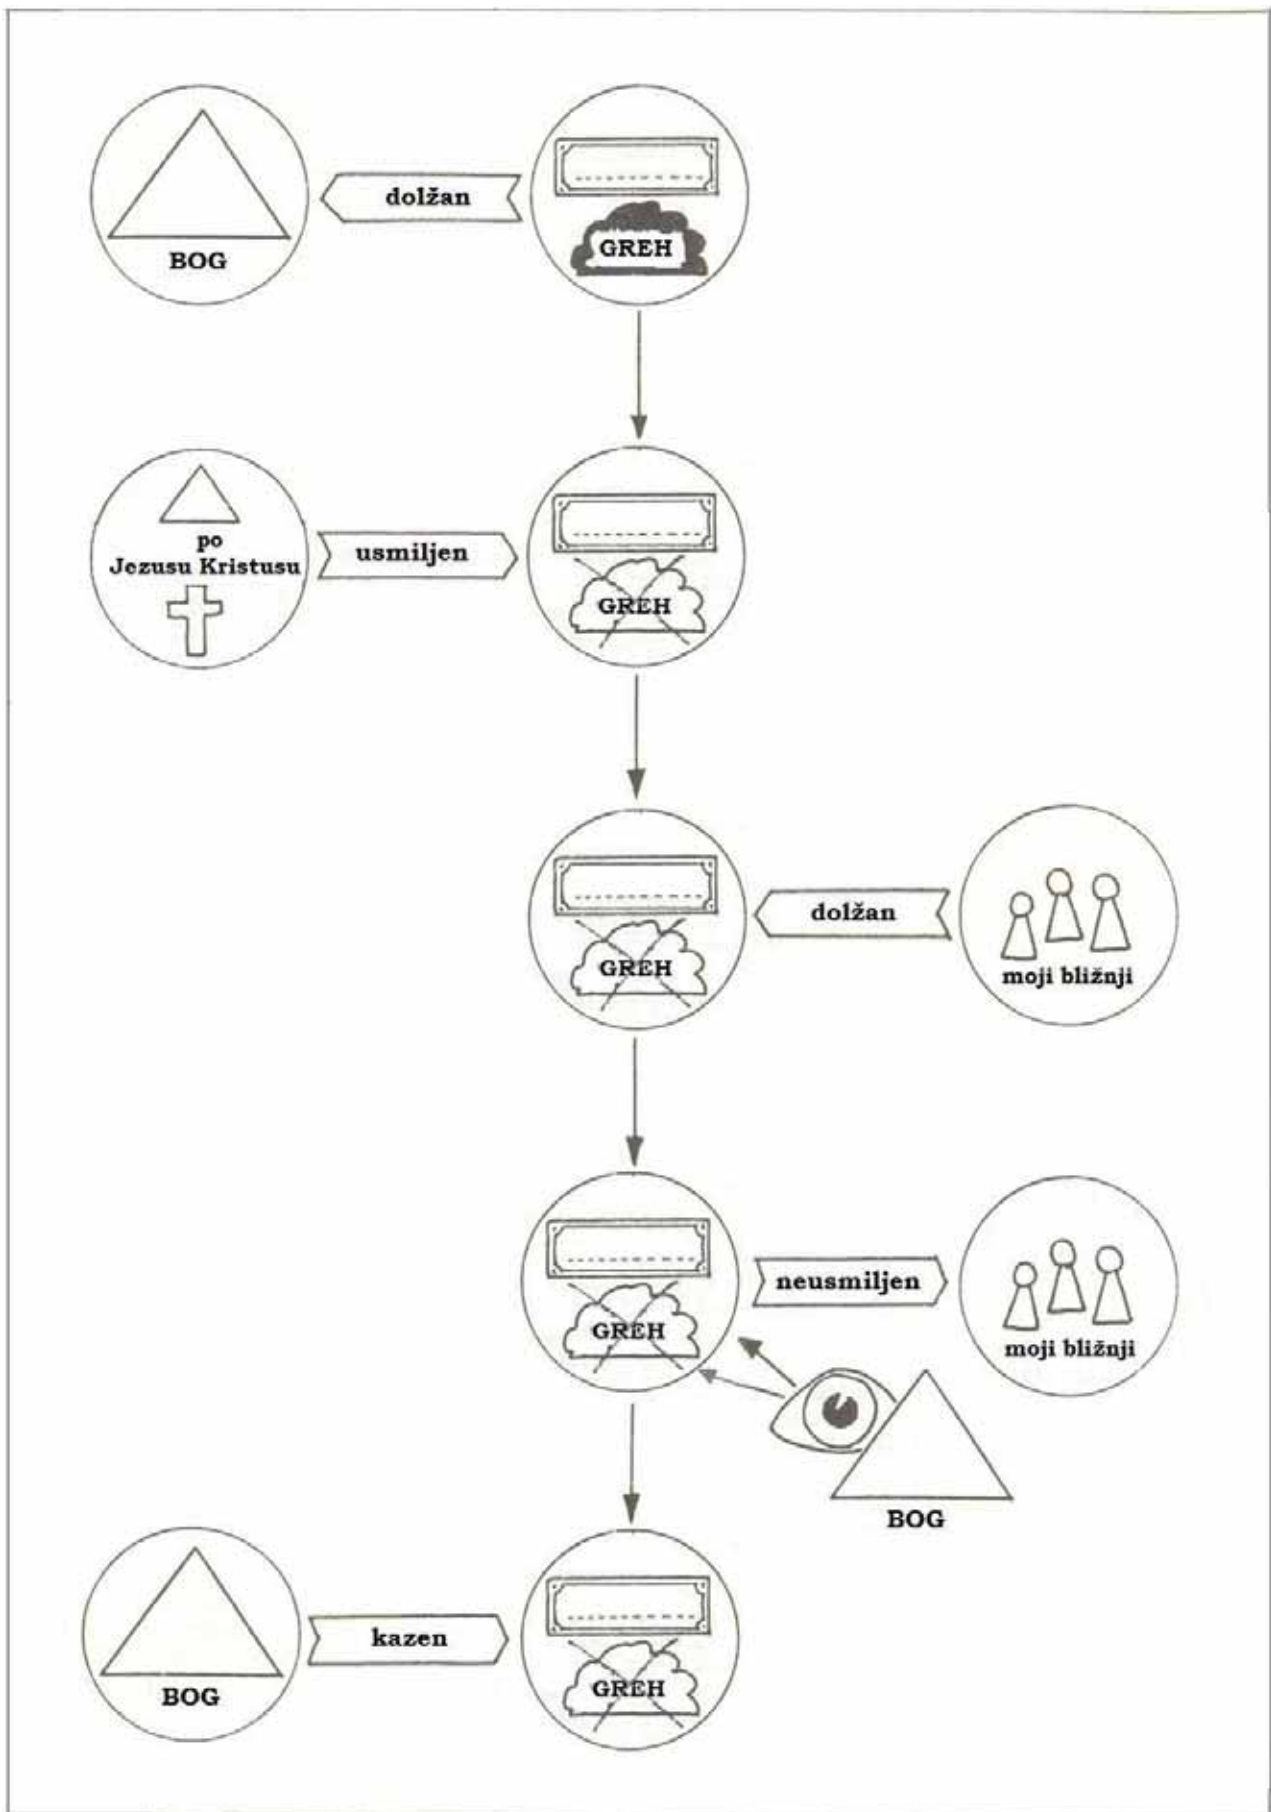 BOG
dolžan
GREH
po
Jezusu Kristusu
usmiljen
GREH
GREH
dolžan
moji bližnji
GREH
neusmiljen
moji bližnji
BOG
BOG
kazen
GREH